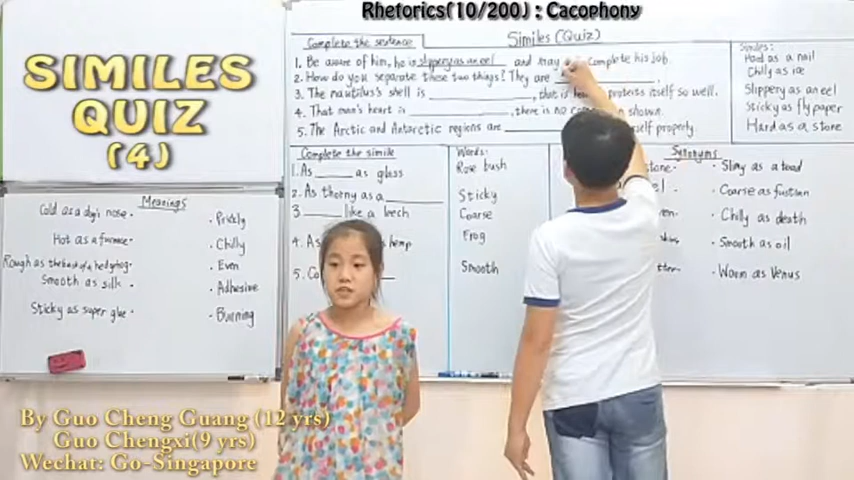 Rhetorics(10/200) : Cacophony
SIMILES
QUIZ
(4)
Similes (Quiz)
Complete the sentence
1. Be aware of him, he is slippery as an eel and may complete his job.
2. How do you separate these two things? They are
3. The nautilus's shell is , that is protects itself so well.
4. That man's heart is , there is no shown.
5. The Arctic and Antarctic regions are properly.
Similes:
Hard as a nail
Chilly as ice
Slippery as an eel
Sticky as fly paper
Hard as a stone
Meanings
Cold as a dog's nose
Hot as a furnace
Rough as the back of a hedgehog
Smooth as silk
Sticky as super glue
Prickly
Chilly
Even
Adhesive
Burning
Complete the simile
1. As as glass
2. As thorny as a
3. like a leech
4. As hemp
5.
Words:
Rose bush
Sticky
Coarse
Frog
Smooth
Synonyms
stone
Slimy as a toad
Coarse as fustian
Chilly as death
Smooth as oil
Warm as Venus
By Guo Cheng Guang (12 yrs)
Guo Chengxi(9 yrs)
Wechat: Go-Singapore